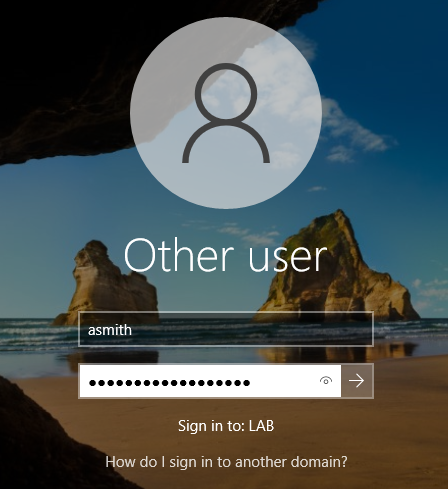 Other user
asmith
●●●●●●●●●●●●●●●●●●
Sign in to: LAB
How do I sign in to another domain?